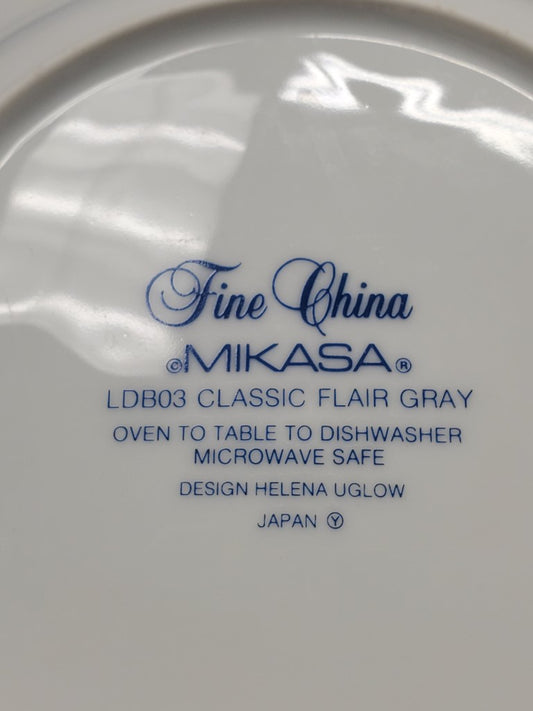 Fine China
©MIKASA®
LDB03 CLASSIC FLAIR GRAY
OVEN TO TABLE TO DISHWASHER
MICROWAVE SAFE
DESIGN HELENA UGLOW
JAPAN Ⓨ